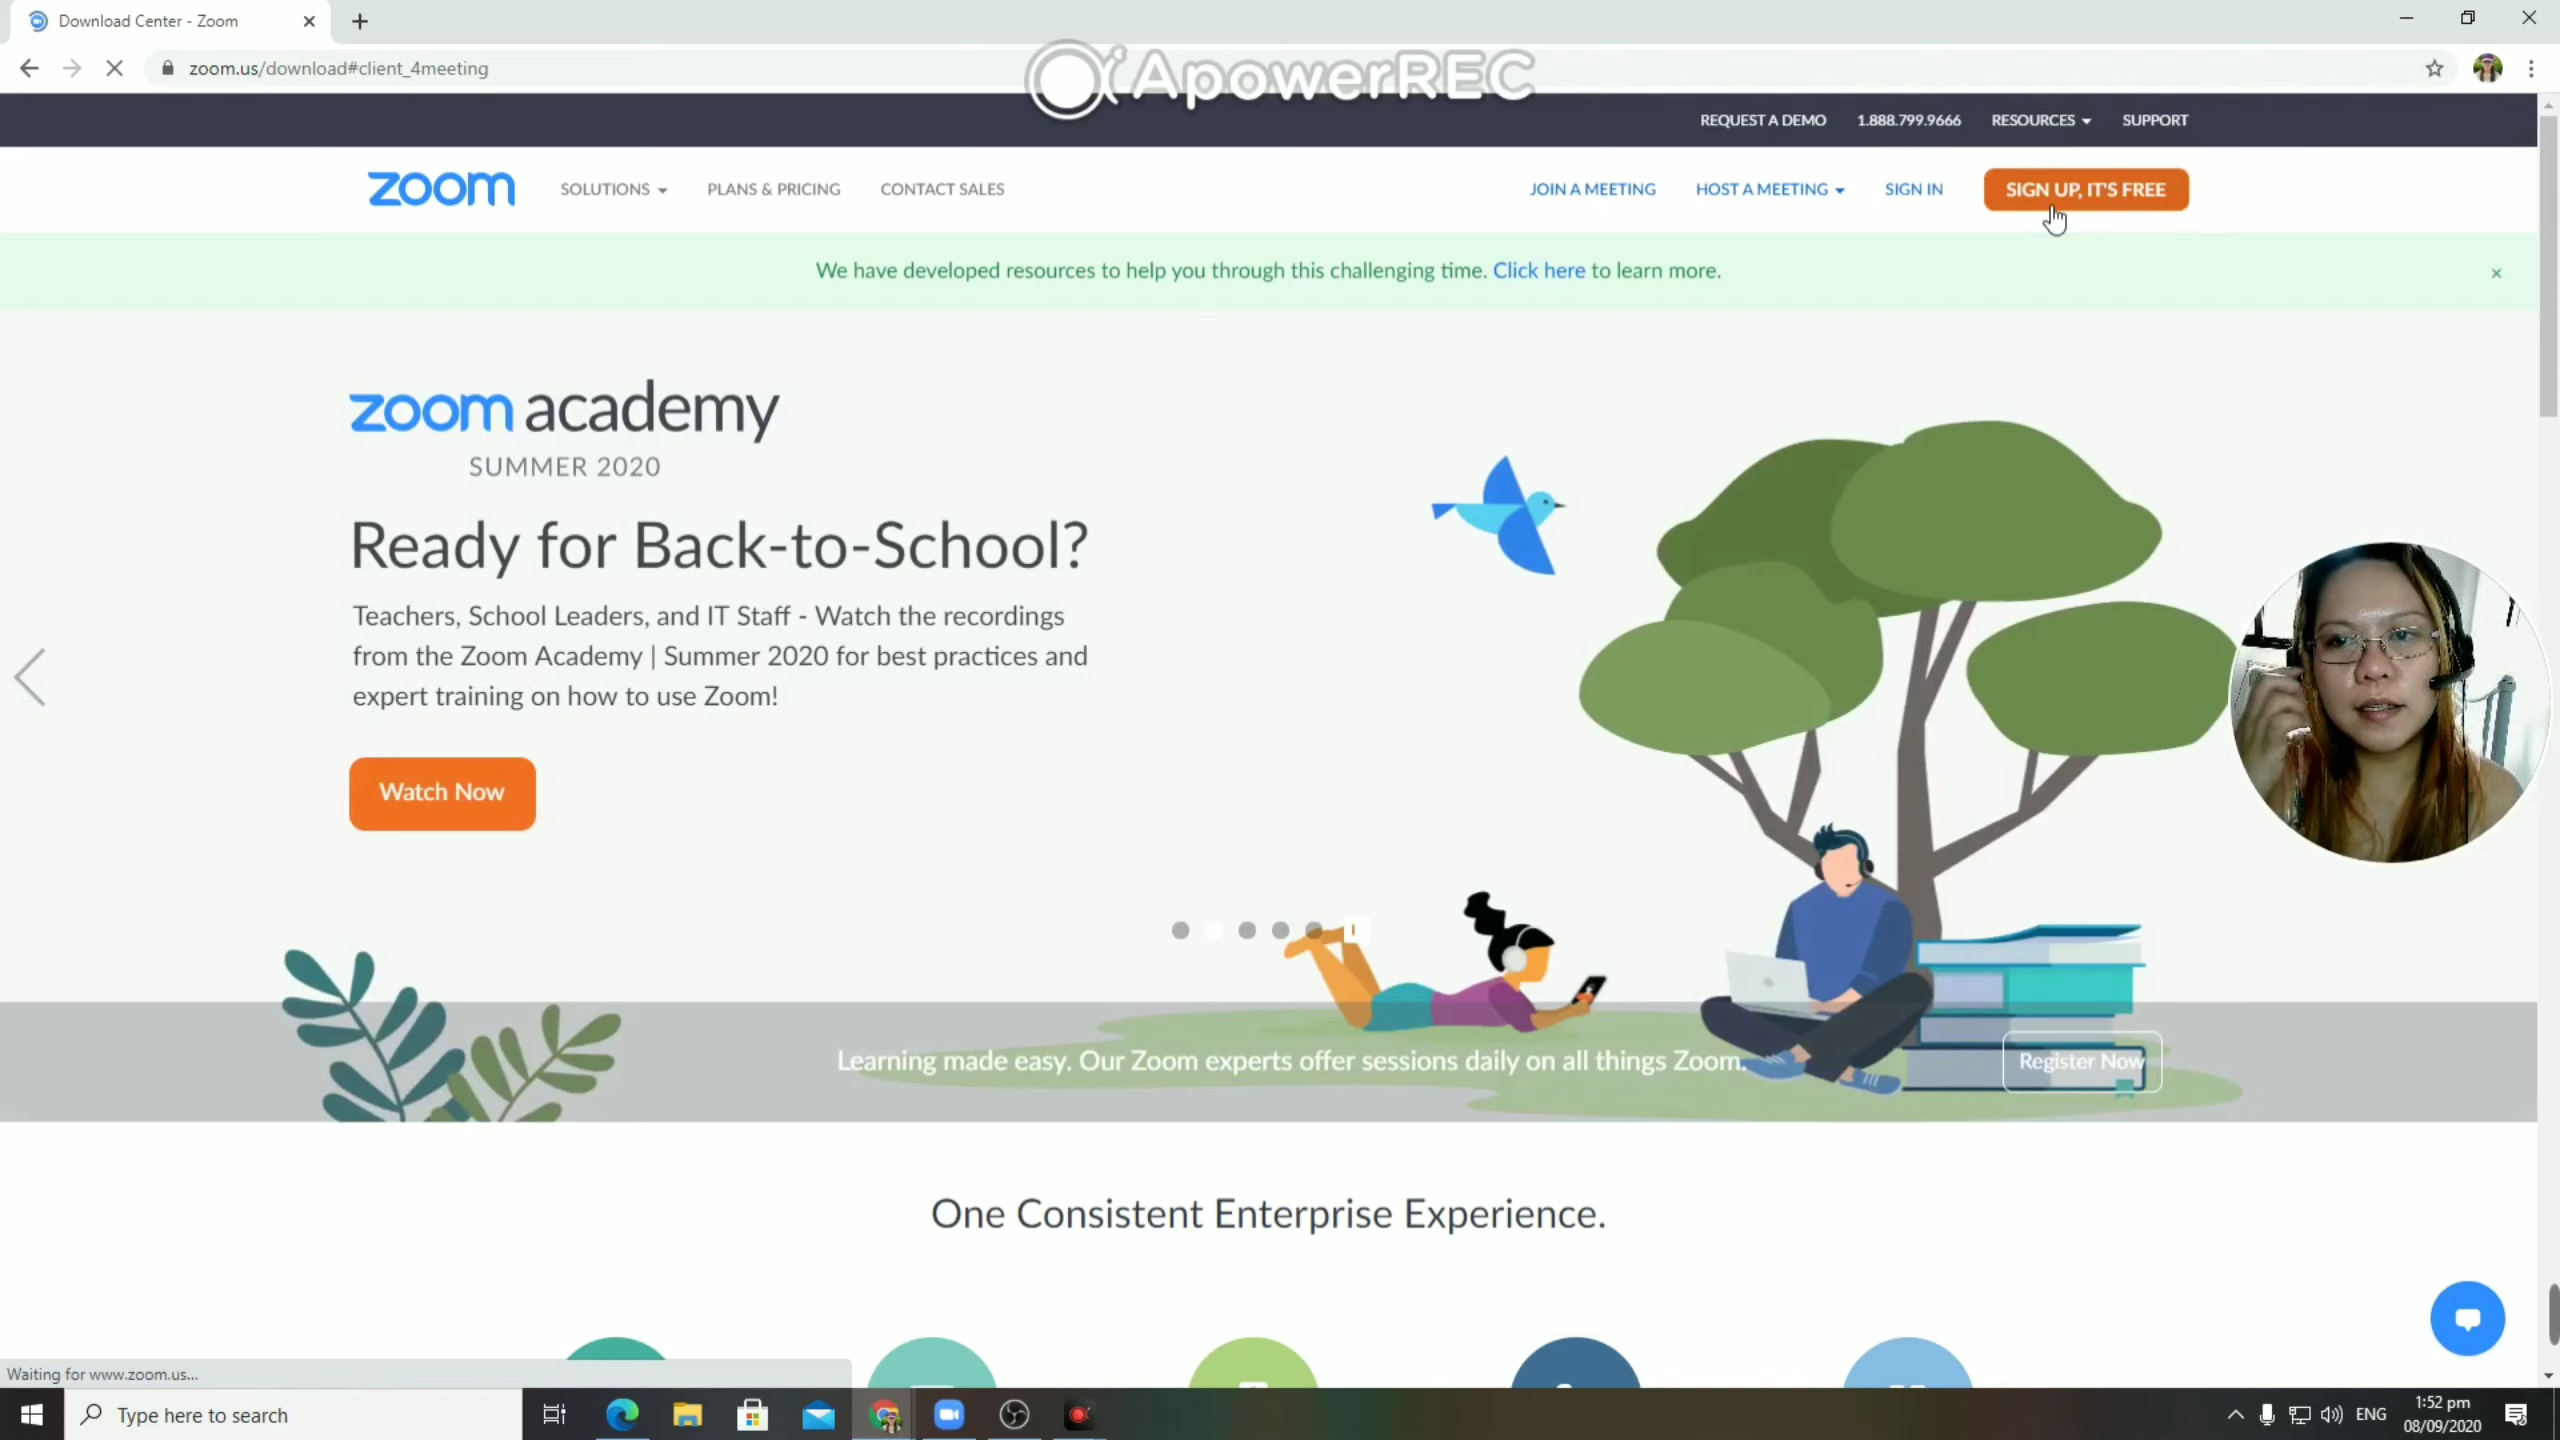 Download Center - Zoom
zoom.us/download#client_4meeting
ApowerREC
REQUEST A DEMO 1.888.799.9666 RESOURCES SUPPORT
zoom SOLUTIONS PLANS & PRICING CONTACT SALES JOIN A MEETING HOST A MEETING SIGN IN SIGN UP, IT'S FREE
We have developed resources to help you through this challenging time. Click here to learn more.
zoom academy
SUMMER 2020
Ready for Back-to-School?
Teachers, School Leaders, and IT Staff - Watch the recordings
from the Zoom Academy | Summer 2020 for best practices and
expert training on how to use Zoom!
Watch Now
Learning made easy. Our Zoom experts offer sessions daily on all things Zoom. Register Now
One Consistent Enterprise Experience.
Waiting for www.zoom.us...
Type here to search
ENG
1:52 pm
08/09/2020